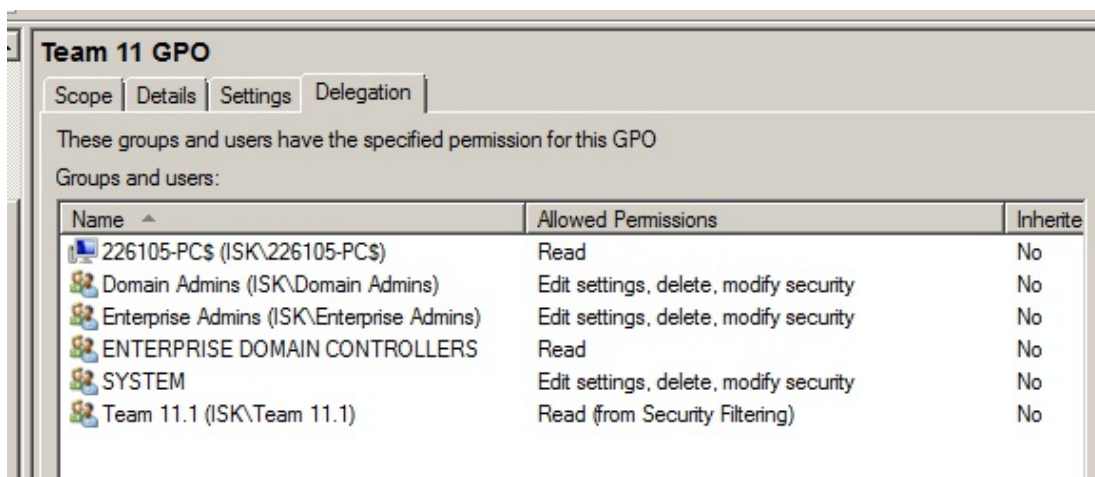 Team 11 GPO
Scope Details Settings Delegation
These groups and users have the specified permission for this GPO
Groups and users:
Name Allowed Permissions Inherite
226105-PC$ (ISK\226105-PC$) Read No
Domain Admins (ISK\Domain Admins) Edit settings, delete, modify security No
Enterprise Admins (ISK\Enterprise Admins) Edit settings, delete, modify security No
ENTERPRISE DOMAIN CONTROLLERS Read No
SYSTEM Edit settings, delete, modify security No
Team 11.1 (ISK\Team 11.1) Read (from Security Filtering) No